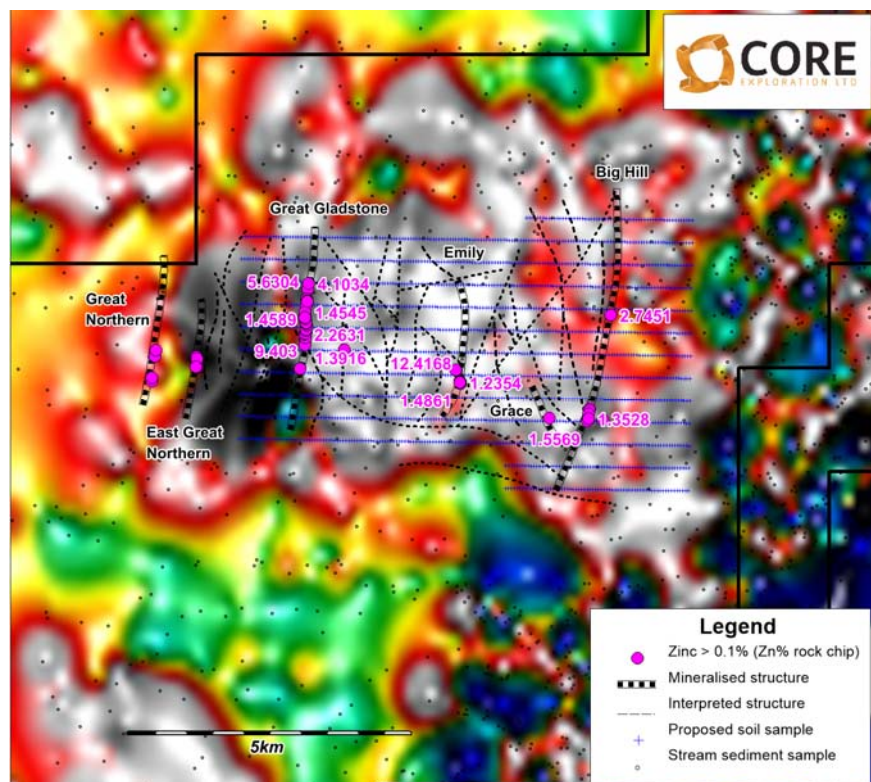 CORE
EXPLORATION LTD
Big Hill
Great Gladstone
Emily
5.6304
4.1034
Great
Northern
1.4589
1.4545
2.7451
2.2631
9.403
1.3916
12.4168
1.2354
1.4861
Grace
1.3528
East Great
Northern
1.5569
Legend
Zinc > 0.1% (Zn% rock chip)
Mineralised structure
Interpreted structure
Proposed soil sample
Stream sediment sample
5km